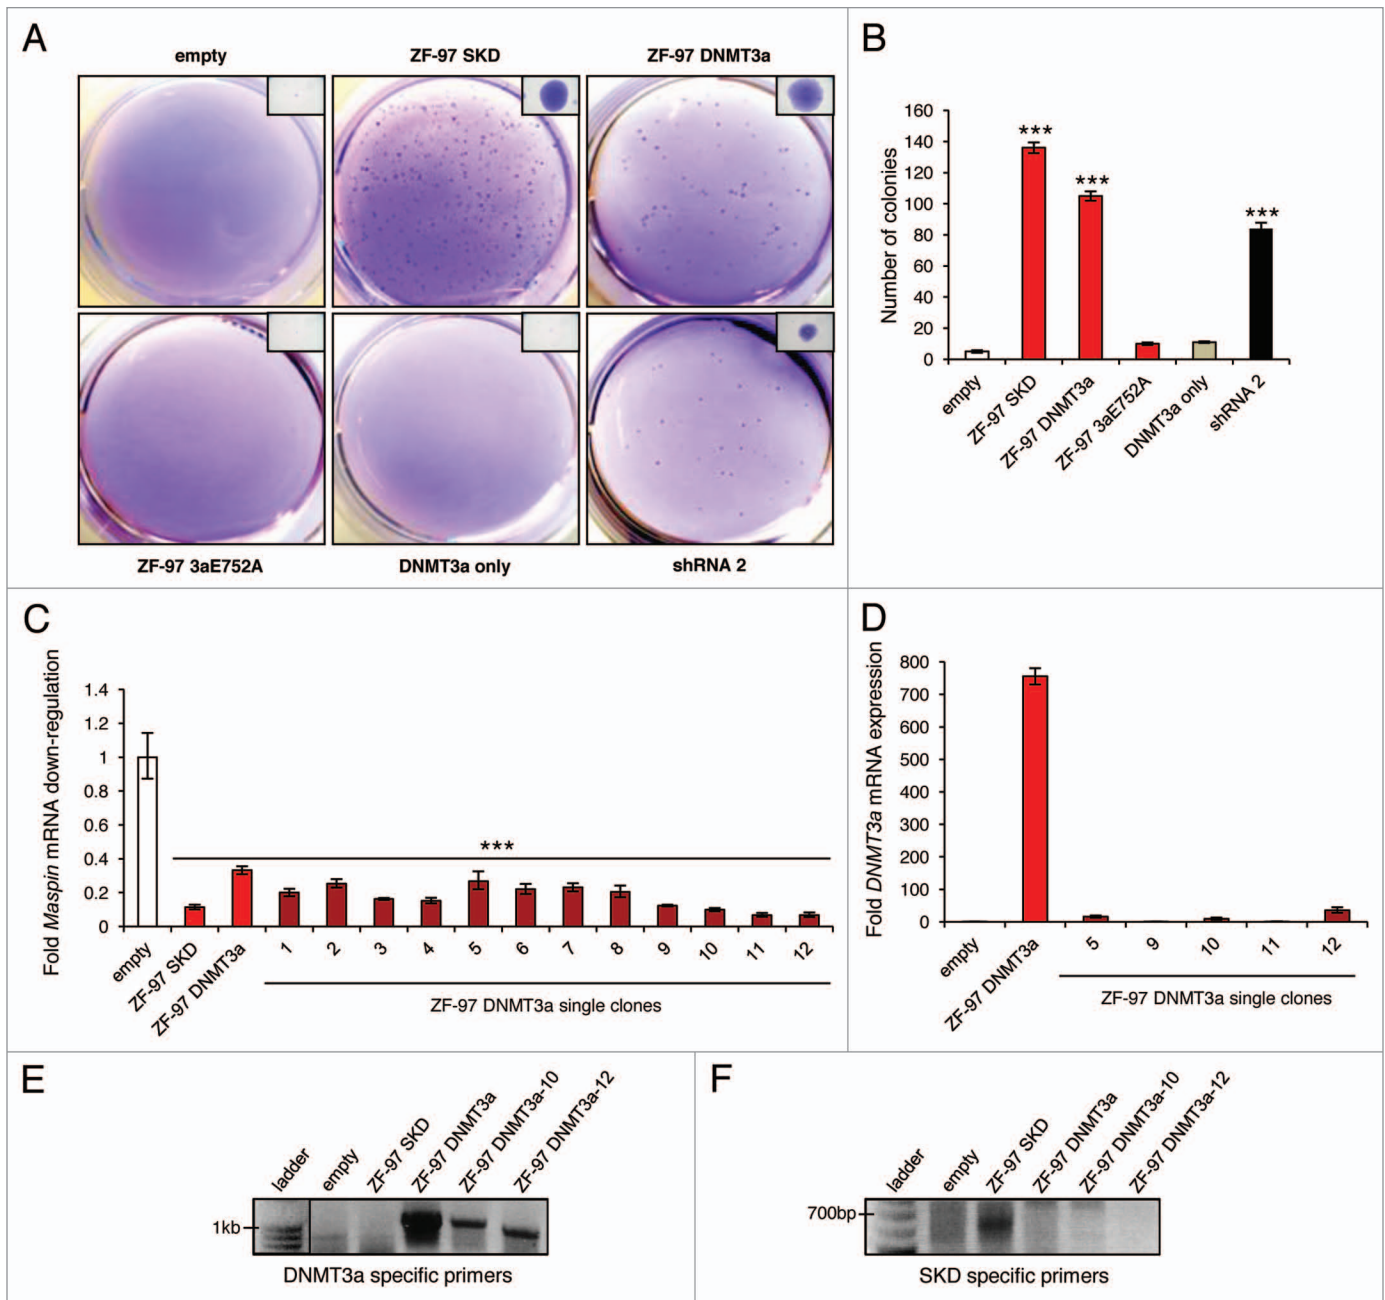 A
empty
ZF-97 SKD
ZF-97 DNMT3a
ZF-97 3aE752A
DNMT3a only
shRNA 2
B
Number of colonies
160
140
120
100
80
60
40
20
0
***
***
***
empty
ZF-97 SKD
ZF-97 DNMT3a
ZF-97 3aE752A
DNMT3a only
shRNA 2
C
Fold Maspin mRNA down-regulation
1.4
1.2
1
0.8
0.6
0.4
0.2
0
***
empty
ZF-97 SKD
ZF-97 DNMT3a
1
2
3
4
5
6
7
8
9
10
11
12
ZF-97 DNMT3a single clones
D
Fold DNMT3a mRNA expression
800
700
600
500
400
300
200
100
0
empty
ZF-97 DNMT3a
5
9
10
11
12
ZF-97 DNMT3a single clones
E
ladder
empty
ZF-97 SKD
ZF-97 DNMT3a
ZF-97 DNMT3a-10
ZF-97 DNMT3a-12
1kb
DNMT3a specific primers
F
ladder
empty
ZF-97 SKD
ZF-97 DNMT3a
ZF-97 DNMT3a-10
ZF-97 DNMT3a-12
700bp
SKD specific primers